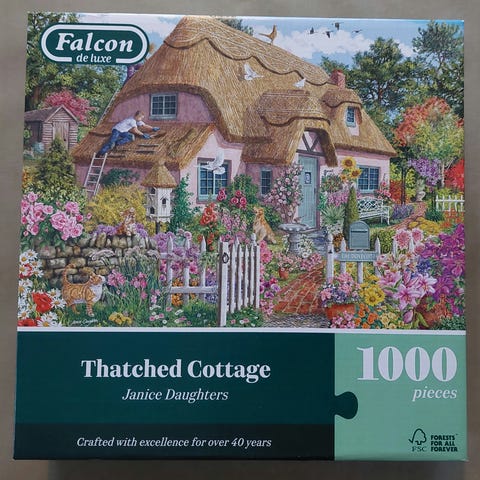 Falcon
de luxe
Thatched Cottage
Janice Daughters
Crafted with excellence for over 40 years
1000
pieces
FSC
FORESTS
FOR ALL
FOREVER